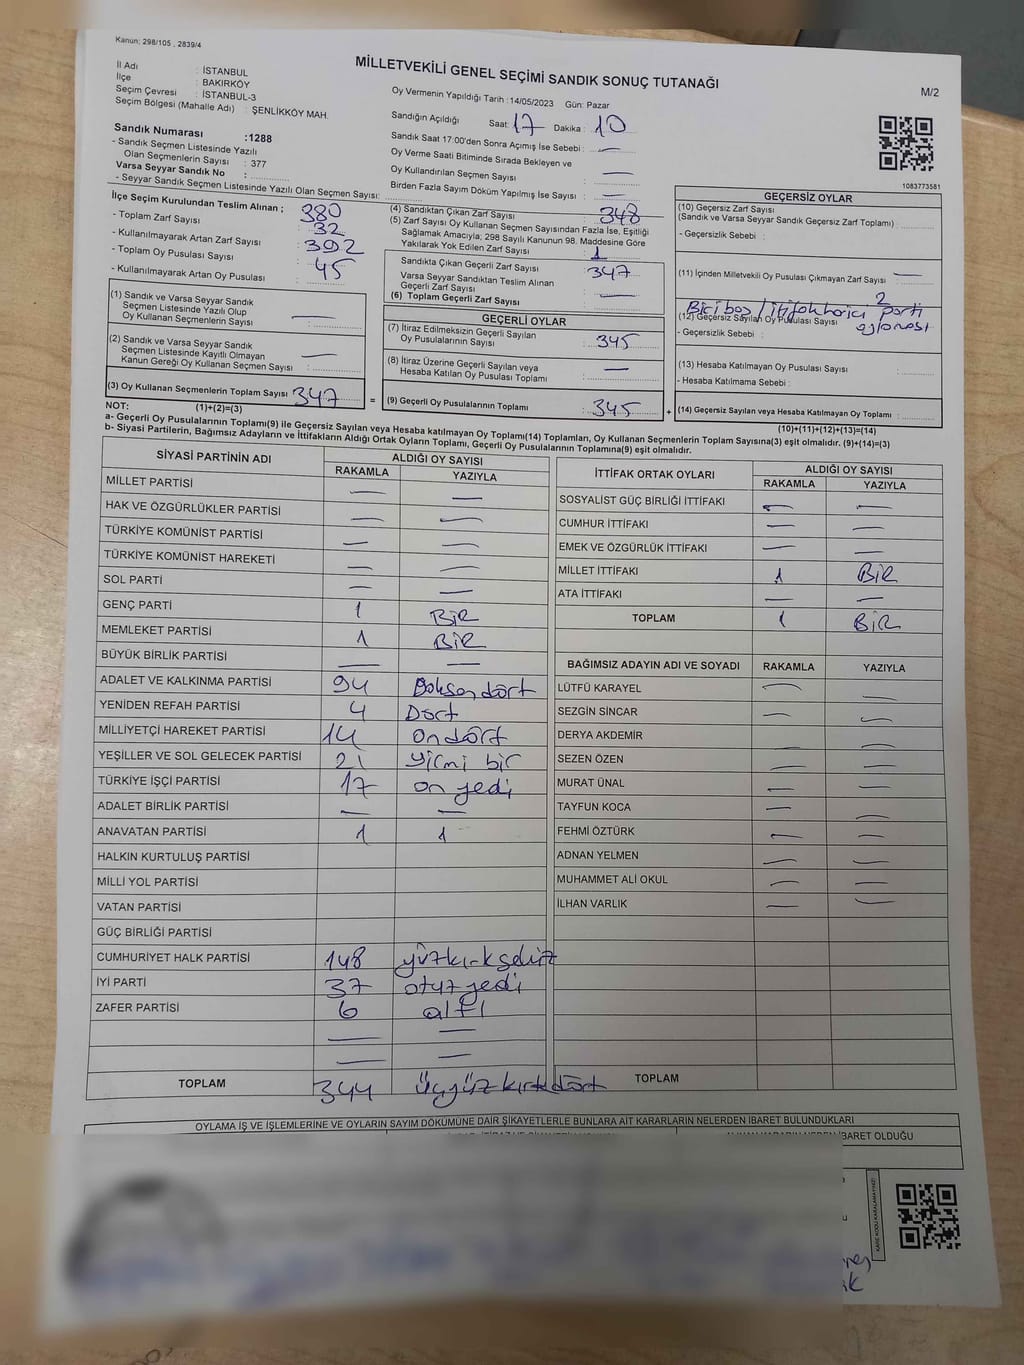 Kanun; 298/105 , 2839/4
MİLLETVEKİLİ GENEL SEÇİMİ SANDIK SONUÇ TUTANAĞI
M/2
İl Adı : İSTANBUL
İlçe : BAKIRKÖY
Seçim Çevresi : İSTANBUL-3
Seçim Bölgesi (Mahalle Adı) : ŞENLİKKÖY MAH.
Sandık Numarası :1288
- Sandık Seçmen Listesinde Yazılı
Olan Seçmenlerin Sayısı : 377
Varsa Seyyar Sandık No :
- Seyyar Sandık Seçmen Listesinde Yazılı Olan Seçmen Sayısı:
Oy Vermenin Yapıldığı Tarih :14/05/2023 Gün: Pazar
Sandığın Açıldığı Saat: 17 Dakika : 10
Sandık Saat 17:00'den Sonra Açımış İse Sebebi : —
Oy Verme Saati Bitiminde Sırada Bekleyen ve
Oy Kullandırılan Seçmen Sayısı : —
Birden Fazla Sayım Döküm Yapılmış İse Sayısı : —
1083773581
İlçe Seçim Kurulundan Teslim Alınan ;
- Toplam Zarf Sayısı : 380
- Kullanılmayarak Artan Zarf Sayısı : 32
- Toplam Oy Pusulası Sayısı : 392
- Kullanılmayarak Artan Oy Pusulası : 45
(1) Sandık ve Varsa Seyyar Sandık
Seçmen Listesinde Yazılı Olup
Oy Kullanan Seçmenlerin Sayısı : —
(2) Sandık ve Varsa Seyyar Sandık
Seçmen Listesinde Kayıtlı Olmayan
Kanun Gereği Oy Kullanan Seçmen Sayısı : —
(3) Oy Kullanan Seçmenlerin Toplam Sayısı : 347
(1)+(2)=(3)
(4) Sandıktan Çıkan Zarf Sayısı : 348
(5) Zarf Sayısı Oy Kullanan Seçmen Sayısından Fazla İse, Eşitliği
Sağlamak Amacıyla; 298 Sayılı Kanunun 98. Maddesine Göre
Yakılarak Yok Edilen Zarf Sayısı : 1
Sandıkta Çıkan Geçerli Zarf Sayısı : 347
Varsa Seyyar Sandıktan Teslim Alınan
Geçerli Zarf Sayısı : —
(6) Toplam Geçerli Zarf Sayısı :
GEÇERLİ OYLAR
(7) İtiraz Edilmeksizin Geçerli Sayılan
Oy Pusulalarının Sayısı : 345
(8) İtiraz Üzerine Geçerli Sayılan veya
Hesaba Katılan Oy Pusulası Toplamı : —
= (9) Geçerli Oy Pusulalarının Toplamı : 345 +
GEÇERSİZ OYLAR
(10) Geçersiz Zarf Sayısı
(Sandık ve Varsa Seyyar Sandık Geçersiz Zarf Toplamı) :
- Geçersizlik Sebebi :
(11) İçinden Milletvekili Oy Pusulası Çıkmayan Zarf Sayısı : —
2
(12) Geçersiz Sayılan Oy Pusulası Sayısı :
Biri boş / parti
- Geçersizlik Sebebi :
(13) Hesaba Katılmayan Oy Pusulası Sayısı :
- Hesaba Katılmama Sebebi :
(14) Geçersiz Sayılan veya Hesaba Katılmayan Oy Toplamı :
(10)+(11)+(12)+(13)=(14)
NOT:
a- Geçerli Oy Pusulalarının Toplamı(9) ile Geçersiz Sayılan veya Hesaba katılmayan Oy Toplamı(14) Toplamları, Oy Kullanan Seçmenlerin Toplam Sayısına(3) eşit olmalıdır. (9)+(14)=(3)
b- Siyasi Partilerin, Bağımsız Adayların ve İttifakların Aldığı Ortak Oyların Toplamı, Geçerli Oy Pusulalarının Toplamına(9) eşit olmalıdır.
SİYASİ PARTİNİN ADI ALDIĞI OY SAYISI
RAKAMLA YAZIYLA
MİLLET PARTİSİ — —
HAK VE ÖZGÜRLÜKLER PARTİSİ — —
TÜRKİYE KOMÜNİST PARTİSİ — —
TÜRKİYE KOMÜNİST HAREKETİ — —
SOL PARTİ — —
GENÇ PARTİ 1 BİR
MEMLEKET PARTİSİ 1 BİR
BÜYÜK BİRLİK PARTİSİ — —
ADALET VE KALKINMA PARTİSİ 94 Doksandört
YENİDEN REFAH PARTİSİ 4 Dört
MİLLİYETÇİ HAREKET PARTİSİ 14 ondört
YEŞİLLER VE SOL GELECEK PARTİSİ 21 yirmi bir
TÜRKİYE İŞÇİ PARTİSİ 17 on yedi
ADALET BİRLİK PARTİSİ — —
ANAVATAN PARTİSİ 1 1
HALKIN KURTULUŞ PARTİSİ
MİLLİ YOL PARTİSİ
VATAN PARTİSİ
GÜÇ BİRLİĞİ PARTİSİ
CUMHURİYET HALK PARTİSİ 148 yüzkırksekiz
İYİ PARTİ 37 otuzyedi
ZAFER PARTİSİ 6 altı
— —
— —
TOPLAM 344 üçyüzkırkdört
İTTİFAK ORTAK OYLARI ALDIĞI OY SAYISI
RAKAMLA YAZIYLA
SOSYALİST GÜÇ BİRLİĞİ İTTİFAKI — —
CUMHUR İTTİFAKI — —
EMEK VE ÖZGÜRLÜK İTTİFAKI — —
MİLLET İTTİFAKI 1 BİR
ATA İTTİFAKI — —
TOPLAM 1 BİR
BAĞIMSIZ ADAYIN ADI VE SOYADI RAKAMLA YAZIYLA
LÜTFÜ KARAYEL — —
SEZGİN SİNCAR — —
DERYA AKDEMİR — —
SEZEN ÖZEN — —
MURAT ÜNAL — —
TAYFUN KOCA — —
FEHMİ ÖZTÜRK — —
ADNAN YELMEN — —
MUHAMMET ALİ OKUL — —
İLHAN VARLIK — —
TOPLAM
OYLAMA İŞ VE İŞLEMLERİNE VE OYLARIN SAYIM DÖKÜMÜNE DAİR ŞİKAYETLERLE BUNLARA AİT KARARLARIN NELERDEN İBARET BULUNDUKLARI
İBARET OLDUĞU
KARE KODU KARALAMAYINIZ!